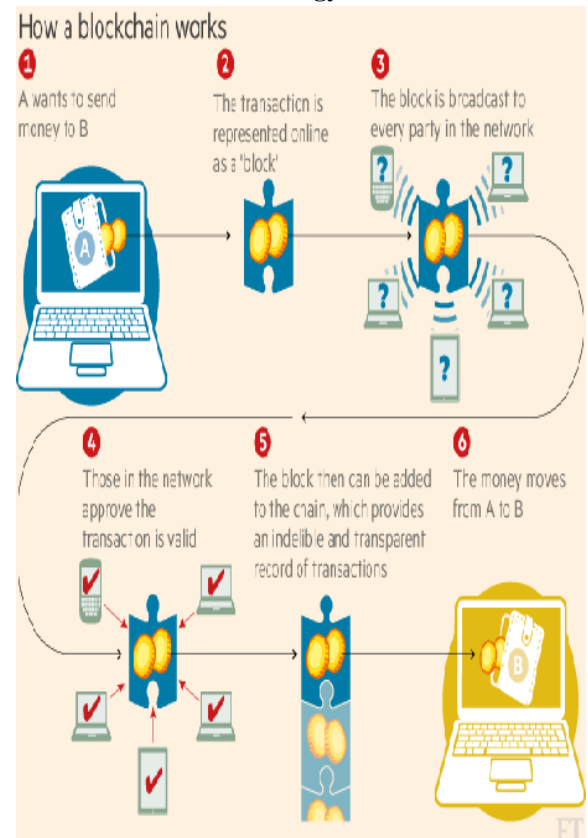 How a blockchain works
1
A wants to send
money to B
2
The transaction is
represented online
as a 'block'
3
The block is broadcast to
every party in the network
A
?
?
?
?
?
4
Those in the network
approve the
transaction is valid
5
The block then can be added
to the chain, which provides
an indelible and transparent
record of transactions
6
The money moves
from A to B
B
FT